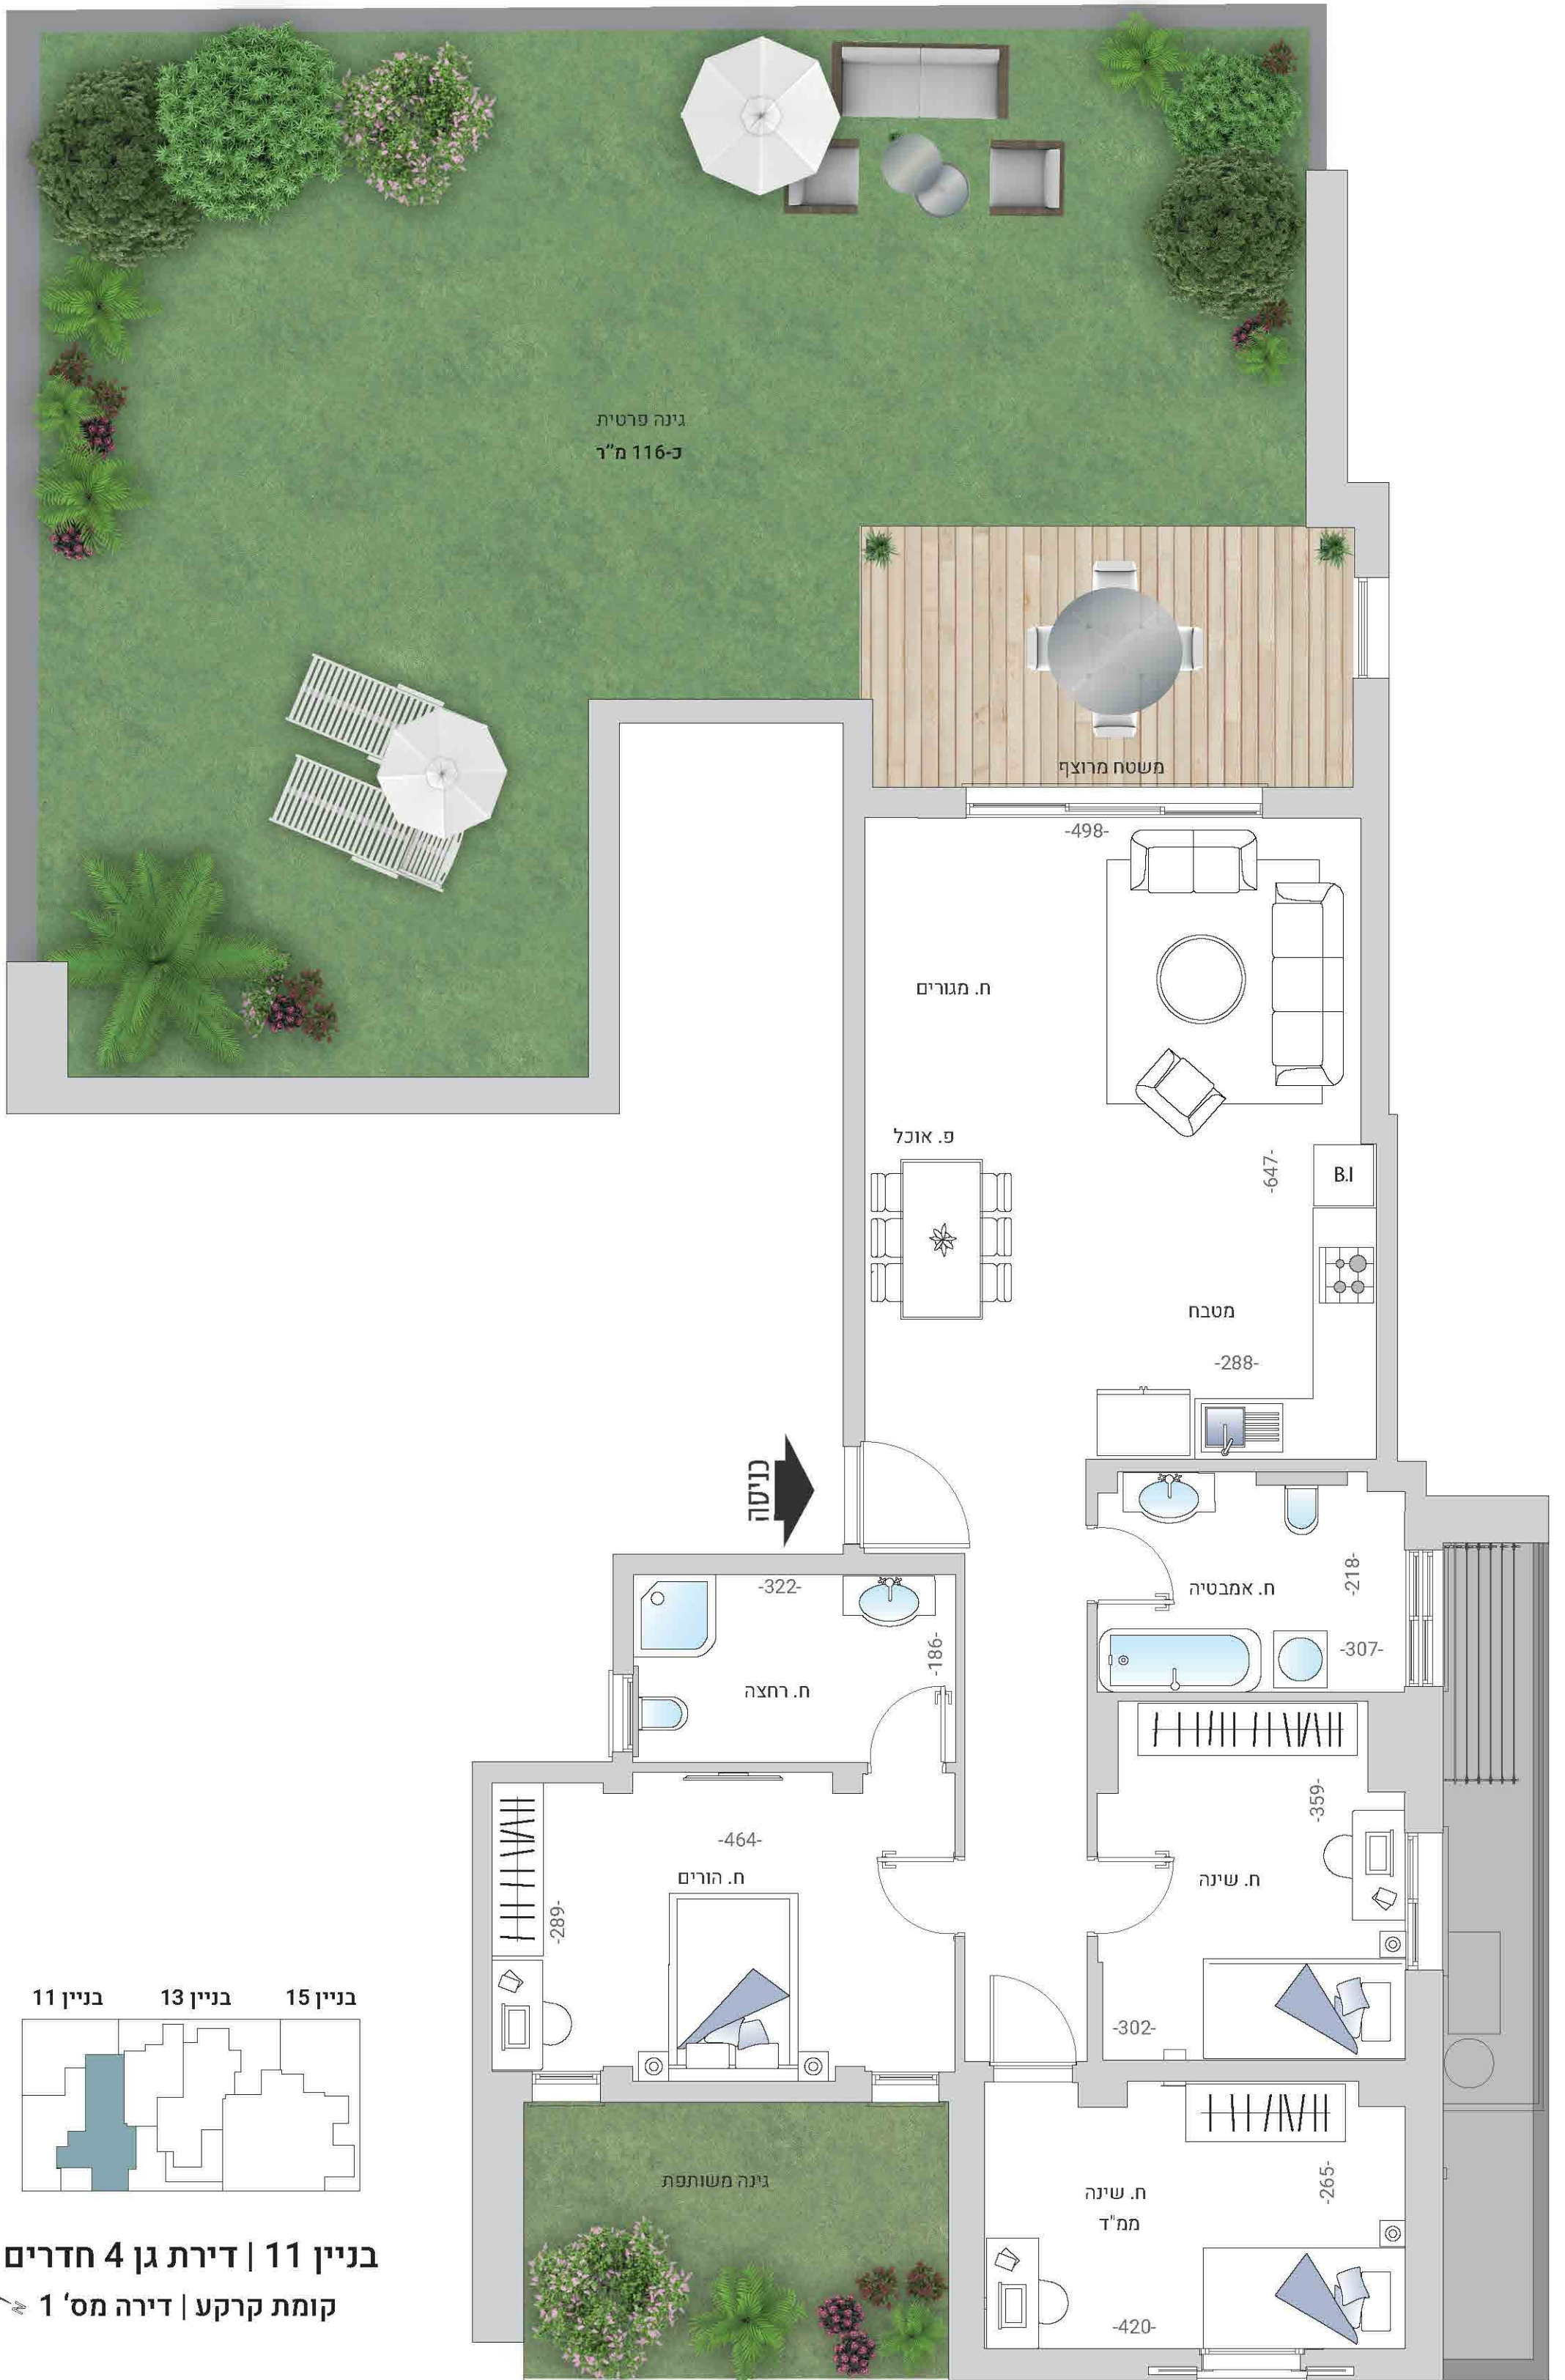 גינה פרטית
כ-116 מ״ר
משטח מרוצף
-498-
ח. מגורים
פ. אוכל
-647-
B.I
מטבח
-288-
כניסה
-322-
-186-
ח. רחצה
-218-
ח. אמבטיה
-307-
-464-
ח. הורים
-289-
-359-
ח. שינה
-302-
גינה משותפת
-265-
ח. שינה
ממ"ד
-420-
בניין 11
בניין 13
בניין 15
בניין 11 | דירת גן 4 חדרים
קומת קרקע | דירה מס' 1
N